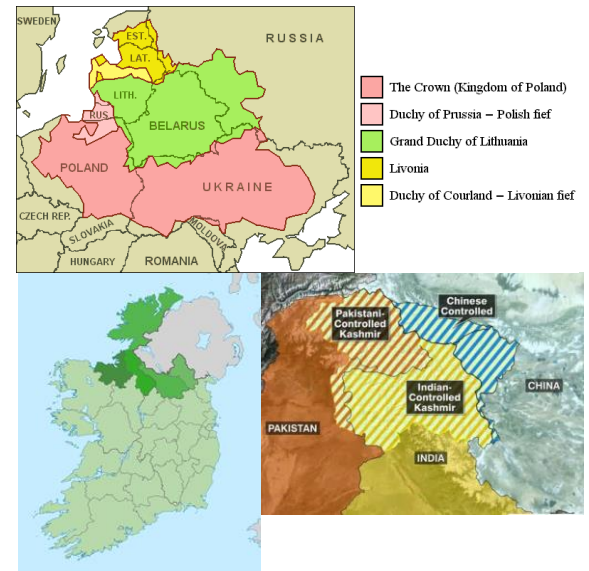 SWEDEN
RUSSIA
EST.
LAT.
LITH.
RUS
BELARUS
POLAND
UKRAINE
CZECH REP.
SLOVAKIA
MOLDOVA
HUNGARY
ROMANIA
The Crown (Kingdom of Poland)
Duchy of Prussia – Polish fief
Grand Duchy of Lithuania
Livonia
Duchy of Courland – Livonian fief
Pakistani-
Controlled
Kashmir
Chinese
Controlled
Indian-
Controlled
Kashmir
CHINA
PAKISTAN
INDIA